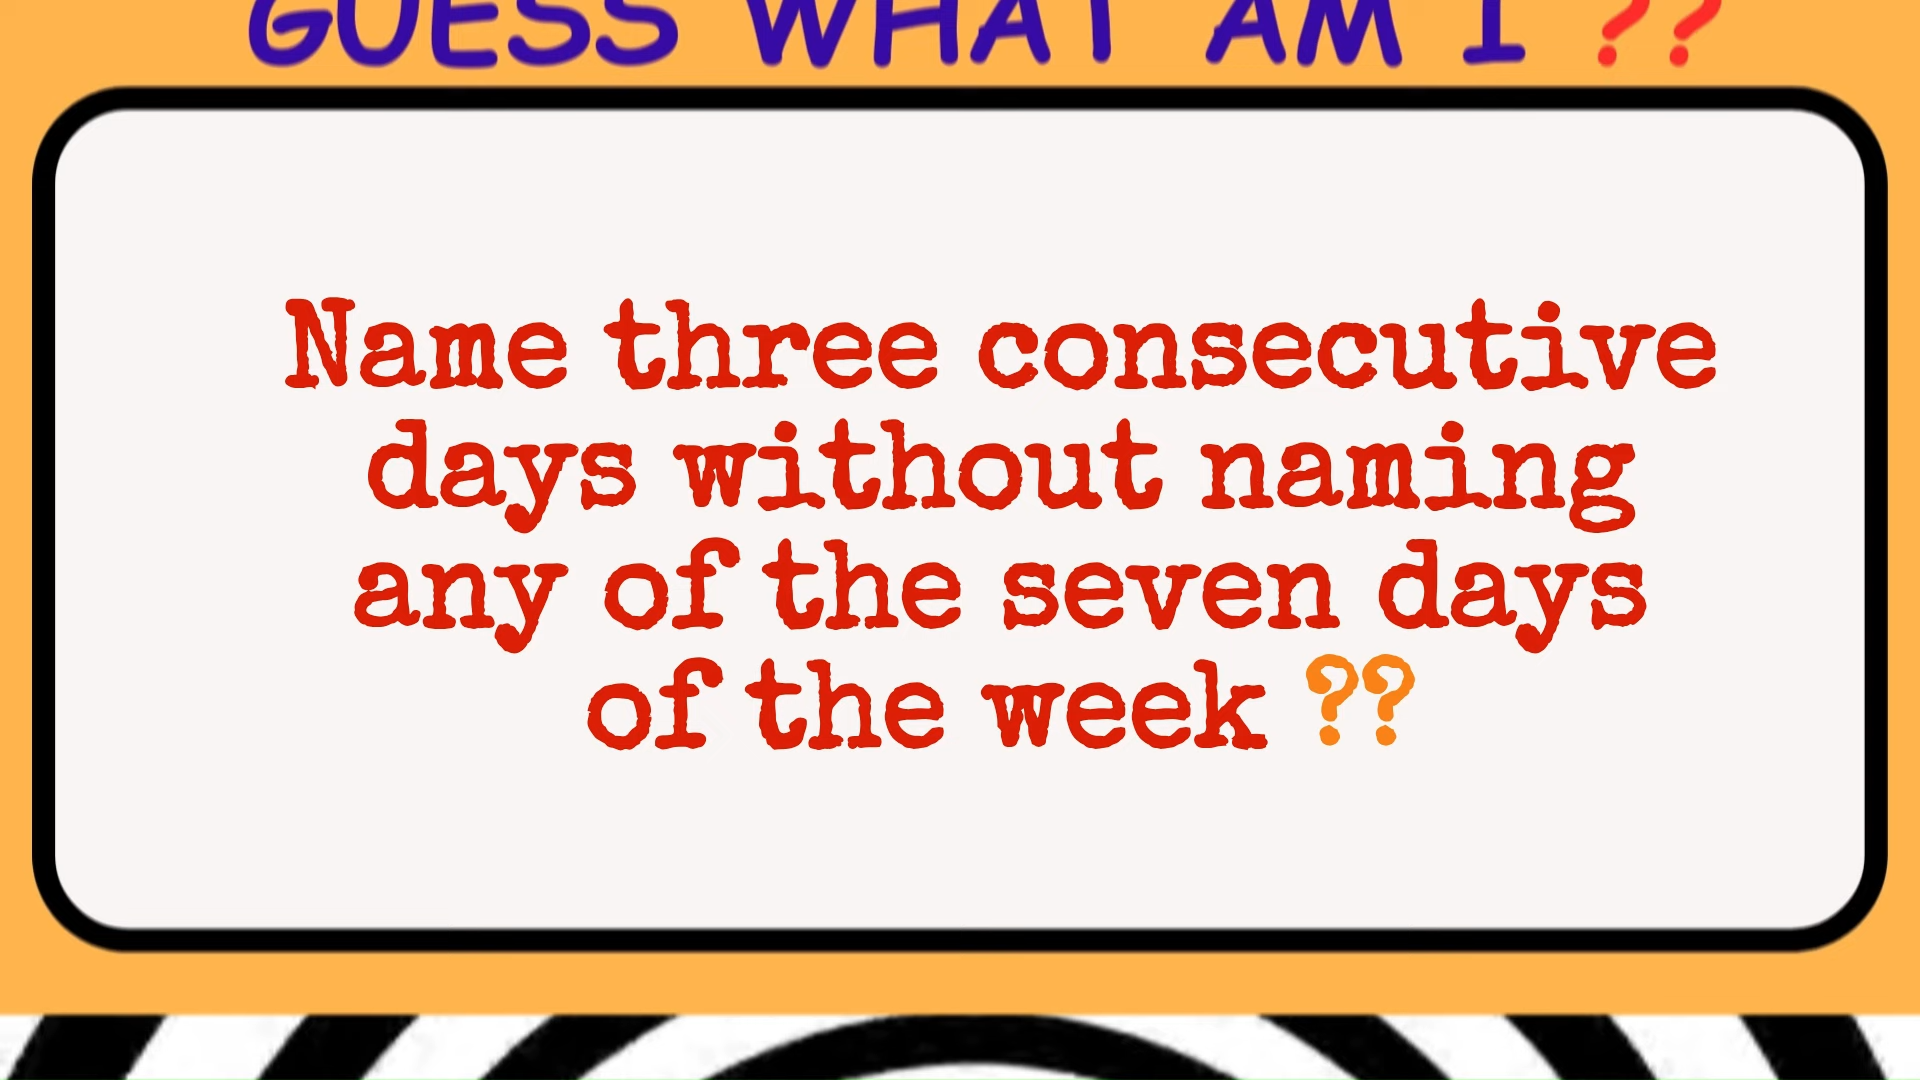 GUESS WHAT AM I ??
Name three consecutive
days without naming
any of the seven days
of the week ??